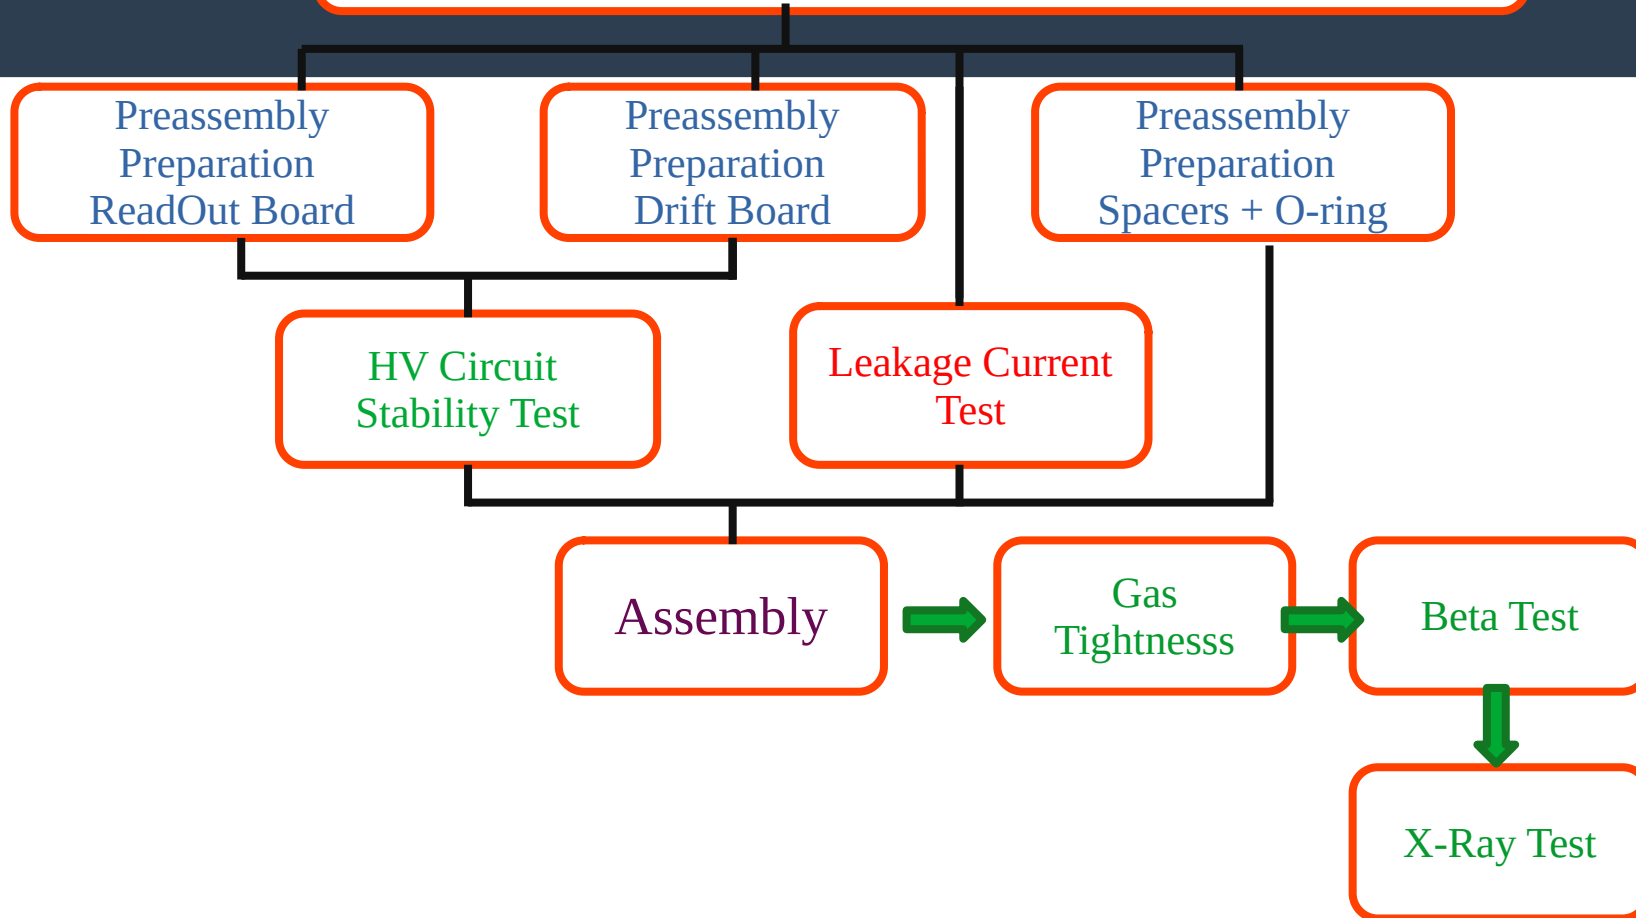 Preassembly
Preparation
ReadOut Board
Preassembly
Preparation
Drift Board
Preassembly
Preparation
Spacers + O-ring
HV Circuit
Stability Test
Leakage Current
Test
Assembly
Gas
Tightnesss
Beta Test
X-Ray Test